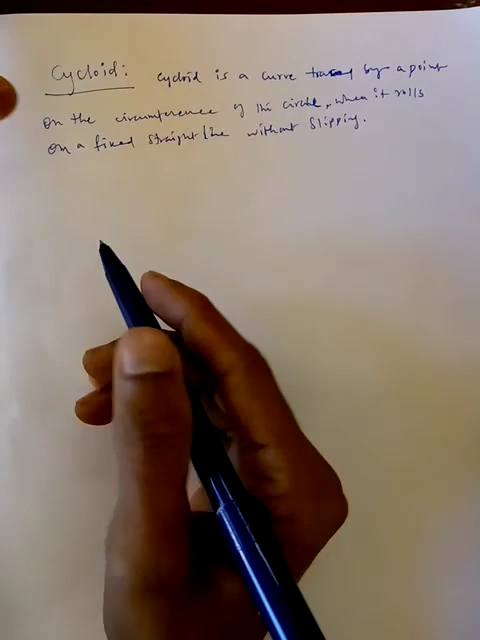 Cycloid: Cycloid is a curve traced by a point
on the circumference of the circle, when it rolls
on a fixed straight line without slipping.